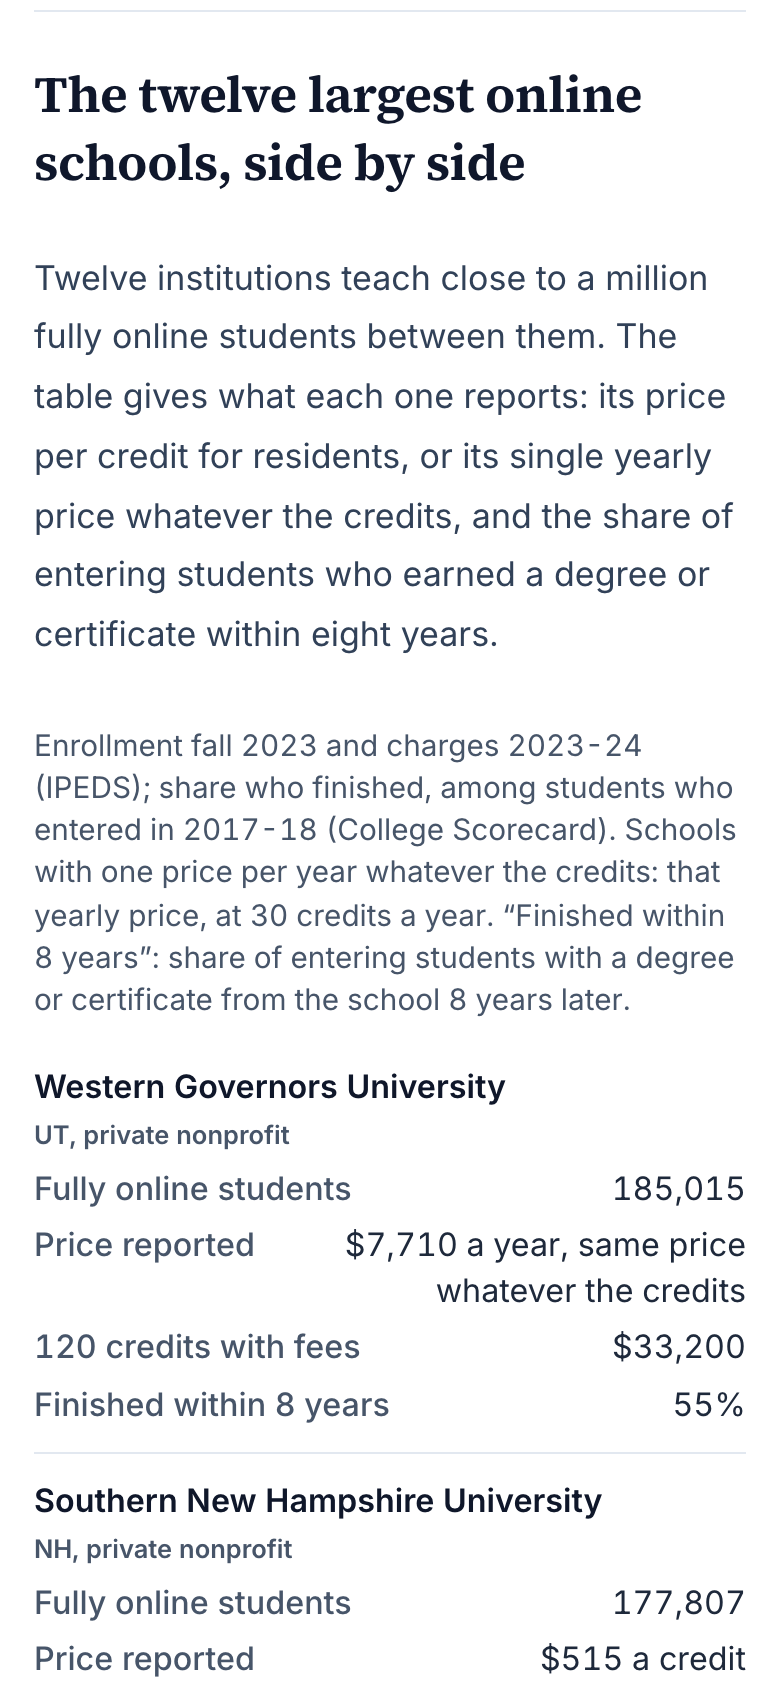 The twelve largest online
schools, side by side
Twelve institutions teach close to a million
fully online students between them. The
table gives what each one reports: its price
per credit for residents, or its single yearly
price whatever the credits, and the share of
entering students who earned a degree or
certificate within eight years.
Enrollment fall 2023 and charges 2023-24
(IPEDS); share who finished, among students who
entered in 2017-18 (College Scorecard). Schools
with one price per year whatever the credits: that
yearly price, at 30 credits a year. “Finished within
8 years”: share of entering students with a degree
or certificate from the school 8 years later.
Western Governors University
UT, private nonprofit
Fully online students 185,015
Price reported $7,710 a year, same price
whatever the credits
120 credits with fees $33,200
Finished within 8 years 55%
Southern New Hampshire University
NH, private nonprofit
Fully online students 177,807
Price reported $515 a credit